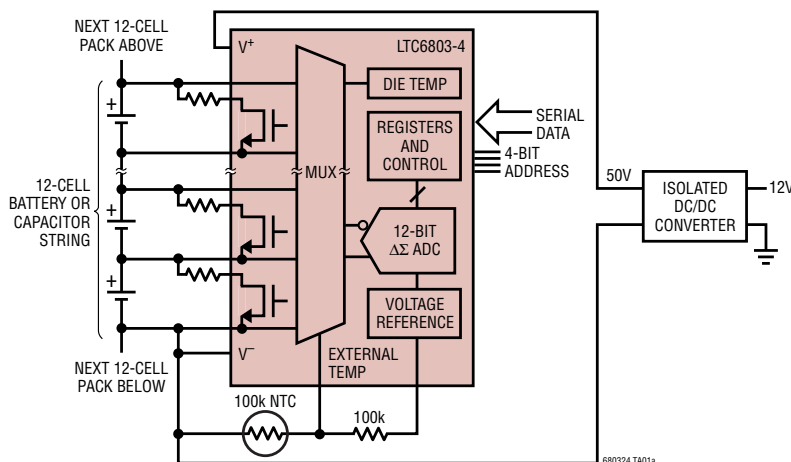 NEXT 12-CELL
PACK ABOVE
V+
LTC6803-4
DIE TEMP
REGISTERS
AND
CONTROL
SERIAL
DATA
4-BIT
ADDRESS
MUX
12-CELL
BATTERY OR
CAPACITOR
STRING
+
+
+
12-BIT
ΔΣ ADC
50V
ISOLATED
DC/DC
CONVERTER
12V
VOLTAGE
REFERENCE
V−
EXTERNAL
TEMP
NEXT 12-CELL
PACK BELOW
100k NTC
100k
680324 TA01a